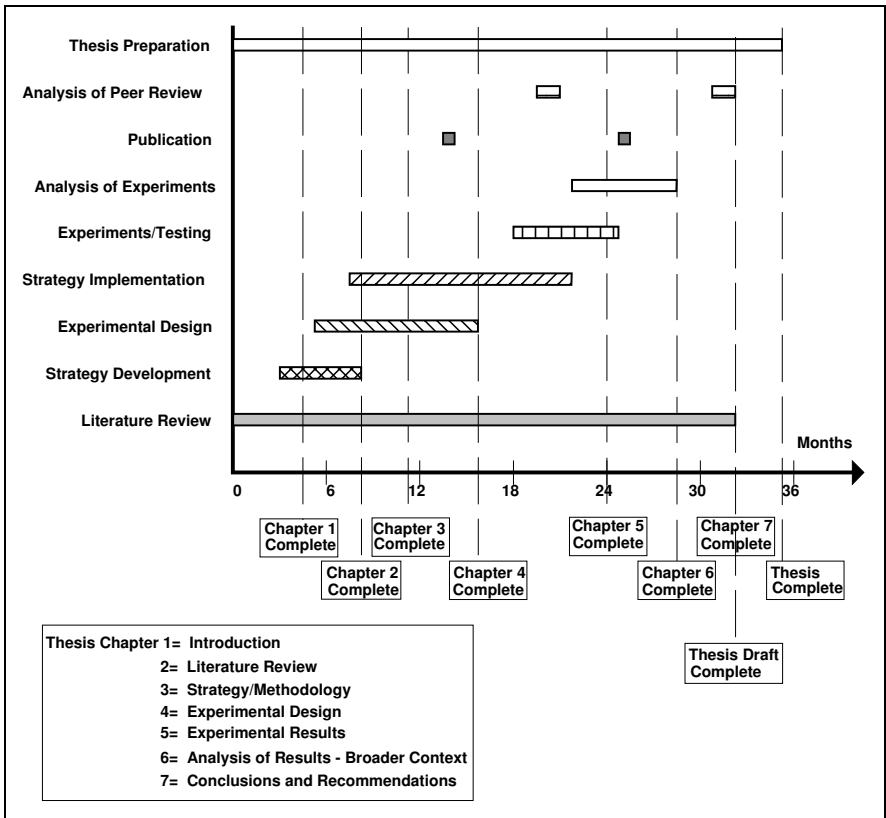 Thesis Preparation
Analysis of Peer Review
Publication
Analysis of Experiments
Experiments/Testing
Strategy Implementation
Experimental Design
Strategy Development
Literature Review
Months
0 6 12 18 24 30 36
Chapter 1
Complete
Chapter 3
Complete
Chapter 5
Complete
Chapter 7
Complete
Chapter 2
Complete
Chapter 4
Complete
Chapter 6
Complete
Thesis
Complete
Thesis Draft
Complete
Thesis Chapter 1= Introduction
2= Literature Review
3= Strategy/Methodology
4= Experimental Design
5= Experimental Results
6= Analysis of Results - Broader Context
7= Conclusions and Recommendations